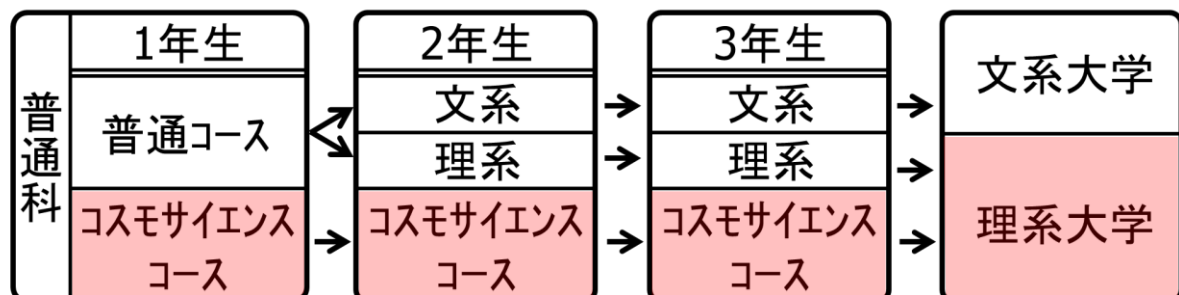 普通科
1年生
普通コース
コスモサイエンス
コース
2年生
文系
理系
コスモサイエンス
コース
3年生
文系
理系
コスモサイエンス
コース
文系大学
理系大学